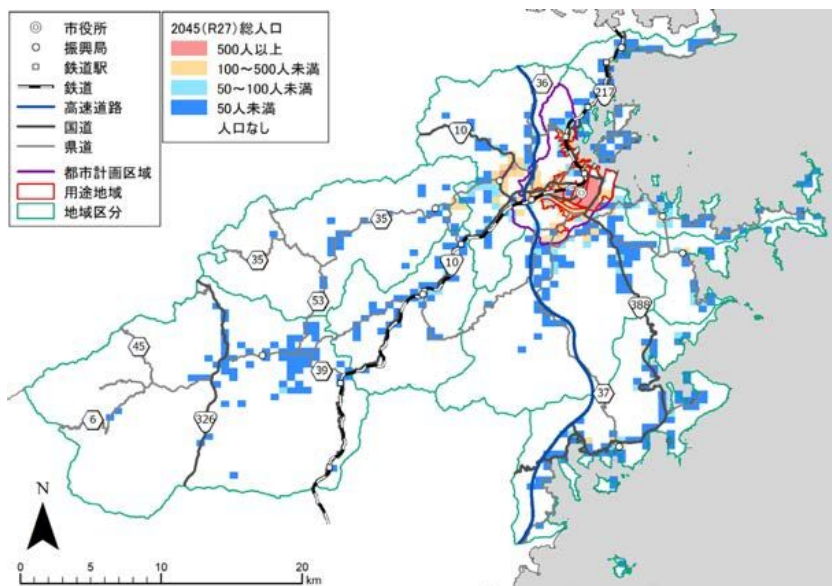 市役所
振興局
鉄道駅
鉄道
高速道路
国道
県道
都市計画区域
用途地域
地域区分
2045(R27)総人口
500人以上
100～500人未満
50～100人未満
50人未満
人口なし
36
217
10
35
35
10
53
388
45
39
37
6
326
N
0 5 10 20
km